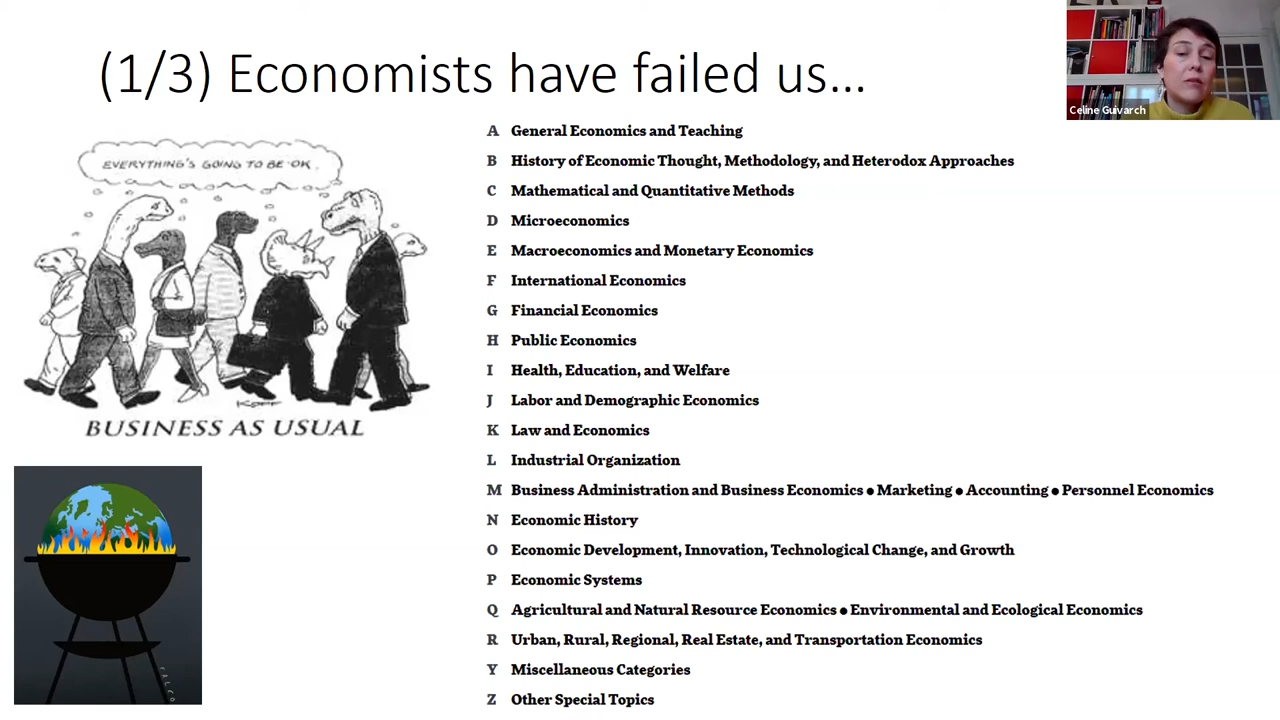 (1/3) Economists have failed us...
Celine Guivarch
EVERYTHING'S GOING TO BE OK.
KOPF
BUSINESS AS USUAL
A General Economics and Teaching
B History of Economic Thought, Methodology, and Heterodox Approaches
C Mathematical and Quantitative Methods
D Microeconomics
E Macroeconomics and Monetary Economics
F International Economics
G Financial Economics
H Public Economics
I Health, Education, and Welfare
J Labor and Demographic Economics
K Law and Economics
L Industrial Organization
M Business Administration and Business Economics ● Marketing ● Accounting ● Personnel Economics
N Economic History
O Economic Development, Innovation, Technological Change, and Growth
P Economic Systems
Q Agricultural and Natural Resource Economics ● Environmental and Ecological Economics
R Urban, Rural, Regional, Real Estate, and Transportation Economics
Y Miscellaneous Categories
Z Other Special Topics
FALCO